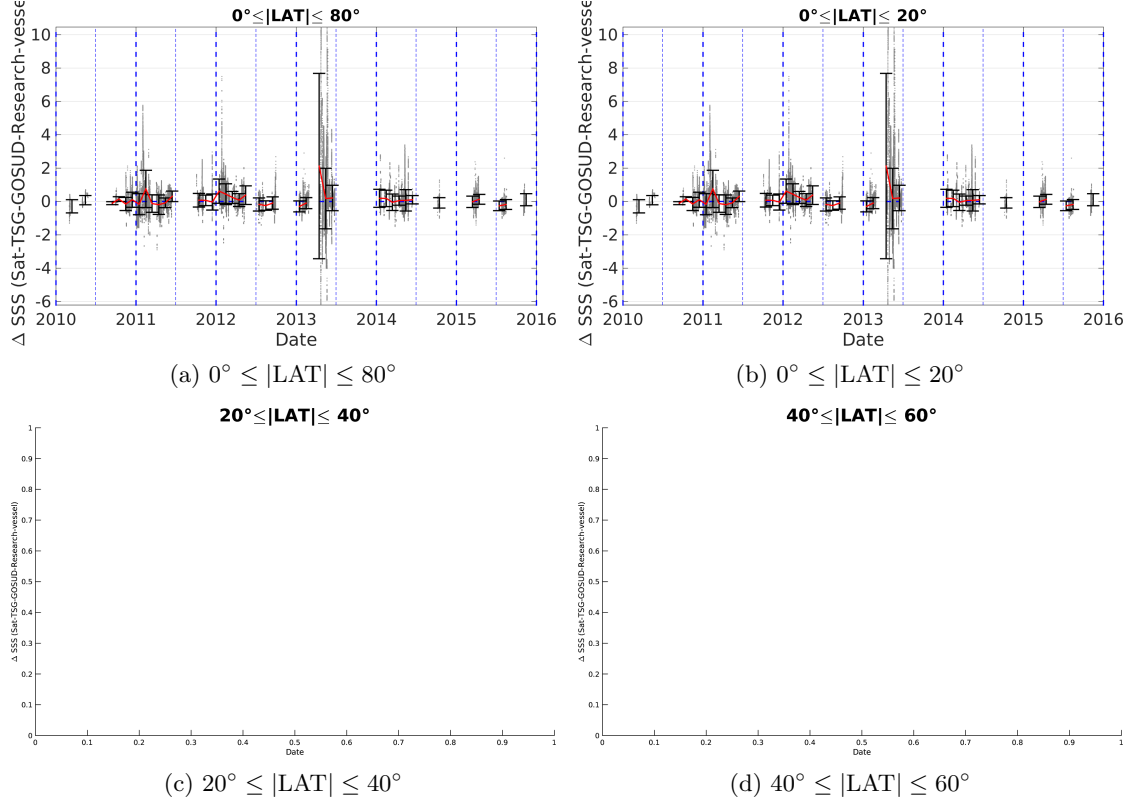 0°≤|LAT|≤ 80°
Δ SSS (Sat-TSG-GOSUD-Research-vesse
10
8
6
4
2
0
-2
-4
-6
2010 2011 2012 2013 2014 2015 2016
Date
(a) 0° ≤ |LAT| ≤ 80°
0°≤|LAT|≤ 20°
Δ SSS (Sat-TSG-GOSUD-Research-vesse
10
8
6
4
2
0
-2
-4
-6
2010 2011 2012 2013 2014 2015 2016
Date
(b) 0° ≤ |LAT| ≤ 20°
20°≤|LAT|≤ 40°
Δ SSS (Sat-TSG-GOSUD-Research-vessel)
1
0.9
0.8
0.7
0.6
0.5
0.4
0.3
0.2
0.1
0
0 0.1 0.2 0.3 0.4 0.5 0.6 0.7 0.8 0.9 1
Date
(c) 20° ≤ |LAT| ≤ 40°
40°≤|LAT|≤ 60°
Δ SSS (Sat-TSG-GOSUD-Research-vessel)
1
0.9
0.8
0.7
0.6
0.5
0.4
0.3
0.2
0.1
0
0 0.1 0.2 0.3 0.4 0.5 0.6 0.7 0.8 0.9 1
Date
(d) 40° ≤ |LAT| ≤ 60°